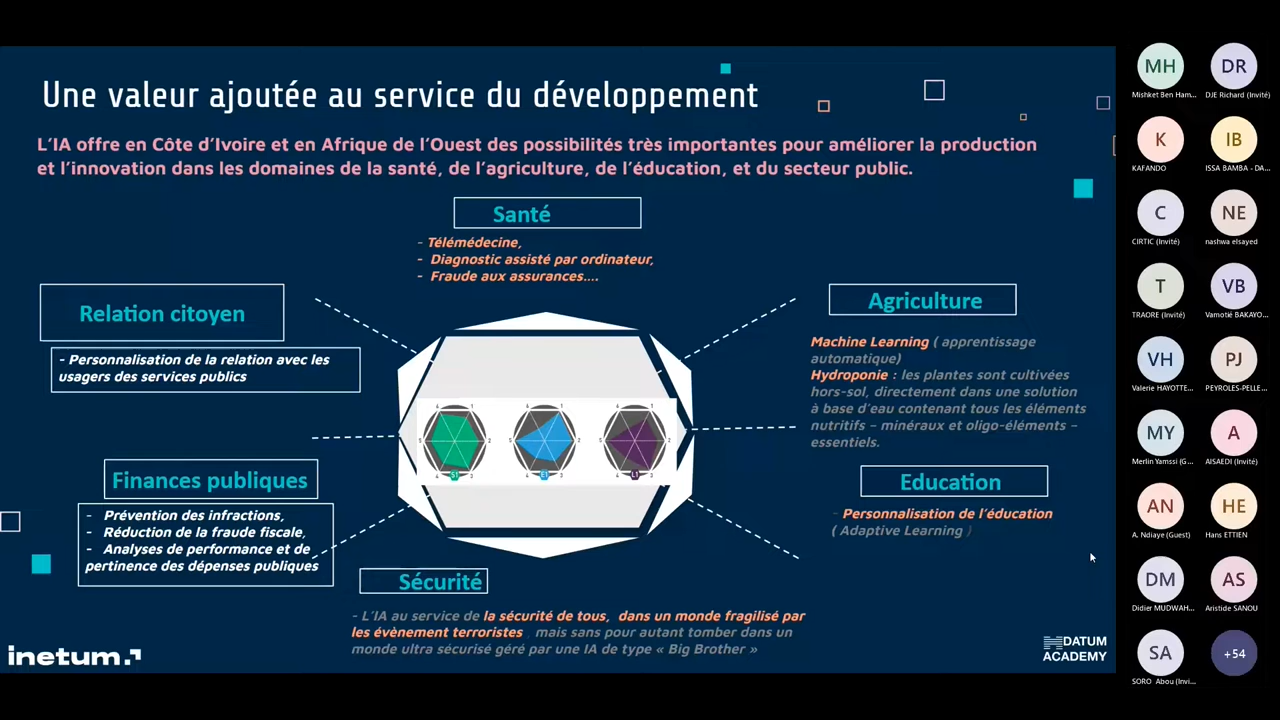 Une valeur ajoutée au service du développement
L'IA offre en Côte d'Ivoire et en Afrique de l'Ouest des possibilités très importantes pour améliorer la production
et l'innovation dans les domaines de la santé, de l'agriculture, de l'éducation, et du secteur public.
Santé
- Télémédecine,
- Diagnostic assisté par ordinateur,
- Fraude aux assurances....
Relation citoyen
- Personnalisation de la relation avec les
usagers des services publics
Agriculture
Machine Learning ( apprentissage
automatique)
Hydroponie : les plantes sont cultivées
hors-sol, directement dans une solution
à base d'eau contenant tous les éléments
nutritifs – minéraux et oligo-éléments –
essentiels.
Finances publiques
- Prévention des infractions,
- Réduction de la fraude fiscale,
- Analyses de performance et de
pertinence des dépenses publiques
Education
- Personnalisation de l'éducation
( Adaptive Learning )
Sécurité
- L'IA au service de la sécurité de tous, dans un monde fragilisé par
les évènement terroristes , mais sans pour autant tomber dans un
monde ultra sécurisé géré par une IA de type « Big Brother »
inetum.
DATUM
ACADEMY
MH
Mishket Ben Ham...
DR
DJE Richard (Invité)
K
KAFANDO
IB
ISSA BAMBA - DA...
C
CIRTIC (Invité)
NE
nashwa elsayed
T
TRAORE (Invité)
VB
Vamotié BAKAYO...
VH
Valerie HAYOTTE...
PJ
PEYROLES-PELLE...
MY
Merlin Yamssi (G...
A
AISAEDI (Invité)
AN
A. Ndiaye (Guest)
HE
Hans ETTIEN
DM
Didier MUDWAH...
AS
Aristide SANOU
SA
SORO Abou (Invi...
+54